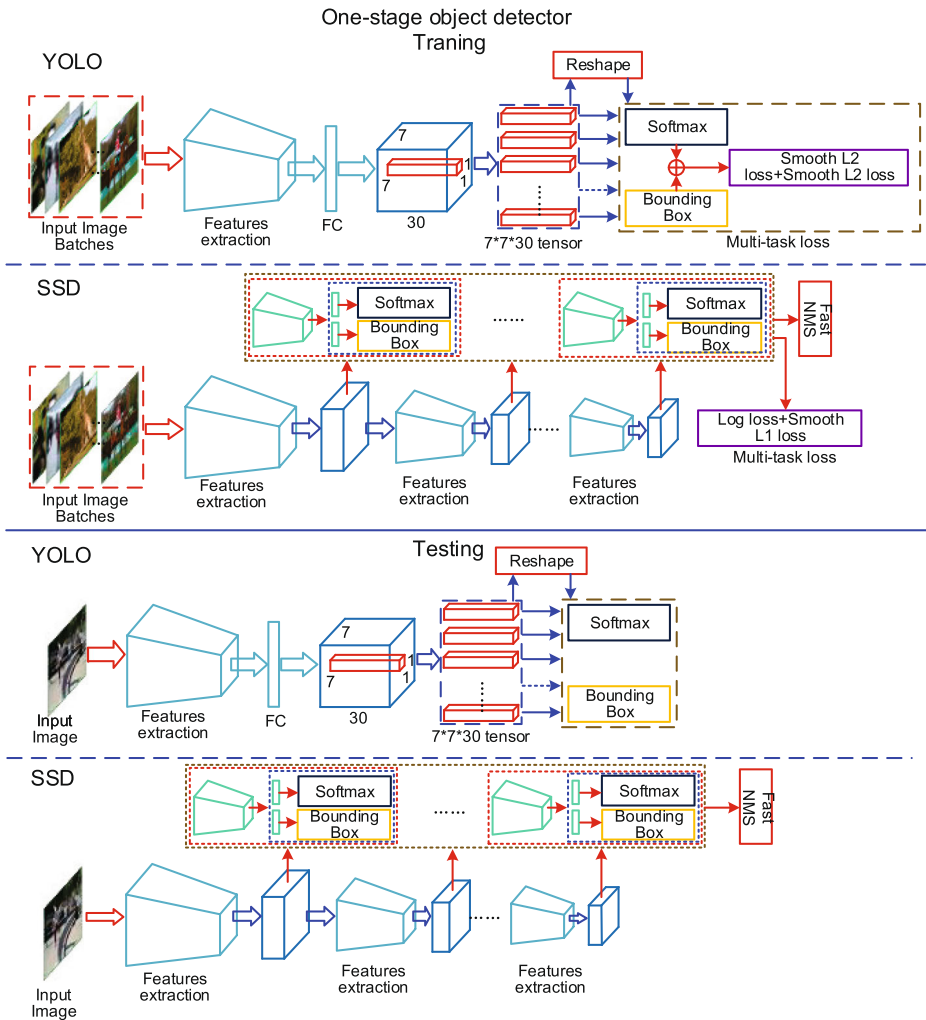 One-stage object detector
Traning
YOLO
Reshape
7
7
1
1
30
Softmax
Smooth L2
loss+Smooth L2 loss
Bounding
Box
Features
extraction
FC
Input Image
Batches
7*7*30 tensor
Multi-task loss
SSD
Softmax
Bounding
Box
......
Softmax
Bounding
Box
Fast
NMS
......
Log loss+Smooth
L1 loss
Multi-task loss
Features
extraction
Features
extraction
Features
extraction
Input Image
Batches
YOLO
Testing
Reshape
7
7
1
1
30
Softmax
Bounding
Box
Input
Image
Features
extraction
FC
7*7*30 tensor
SSD
Softmax
Bounding
Box
......
Softmax
Bounding
Box
Fast
NMS
......
Features
extraction
Features
extraction
Features
extraction
Input
Image